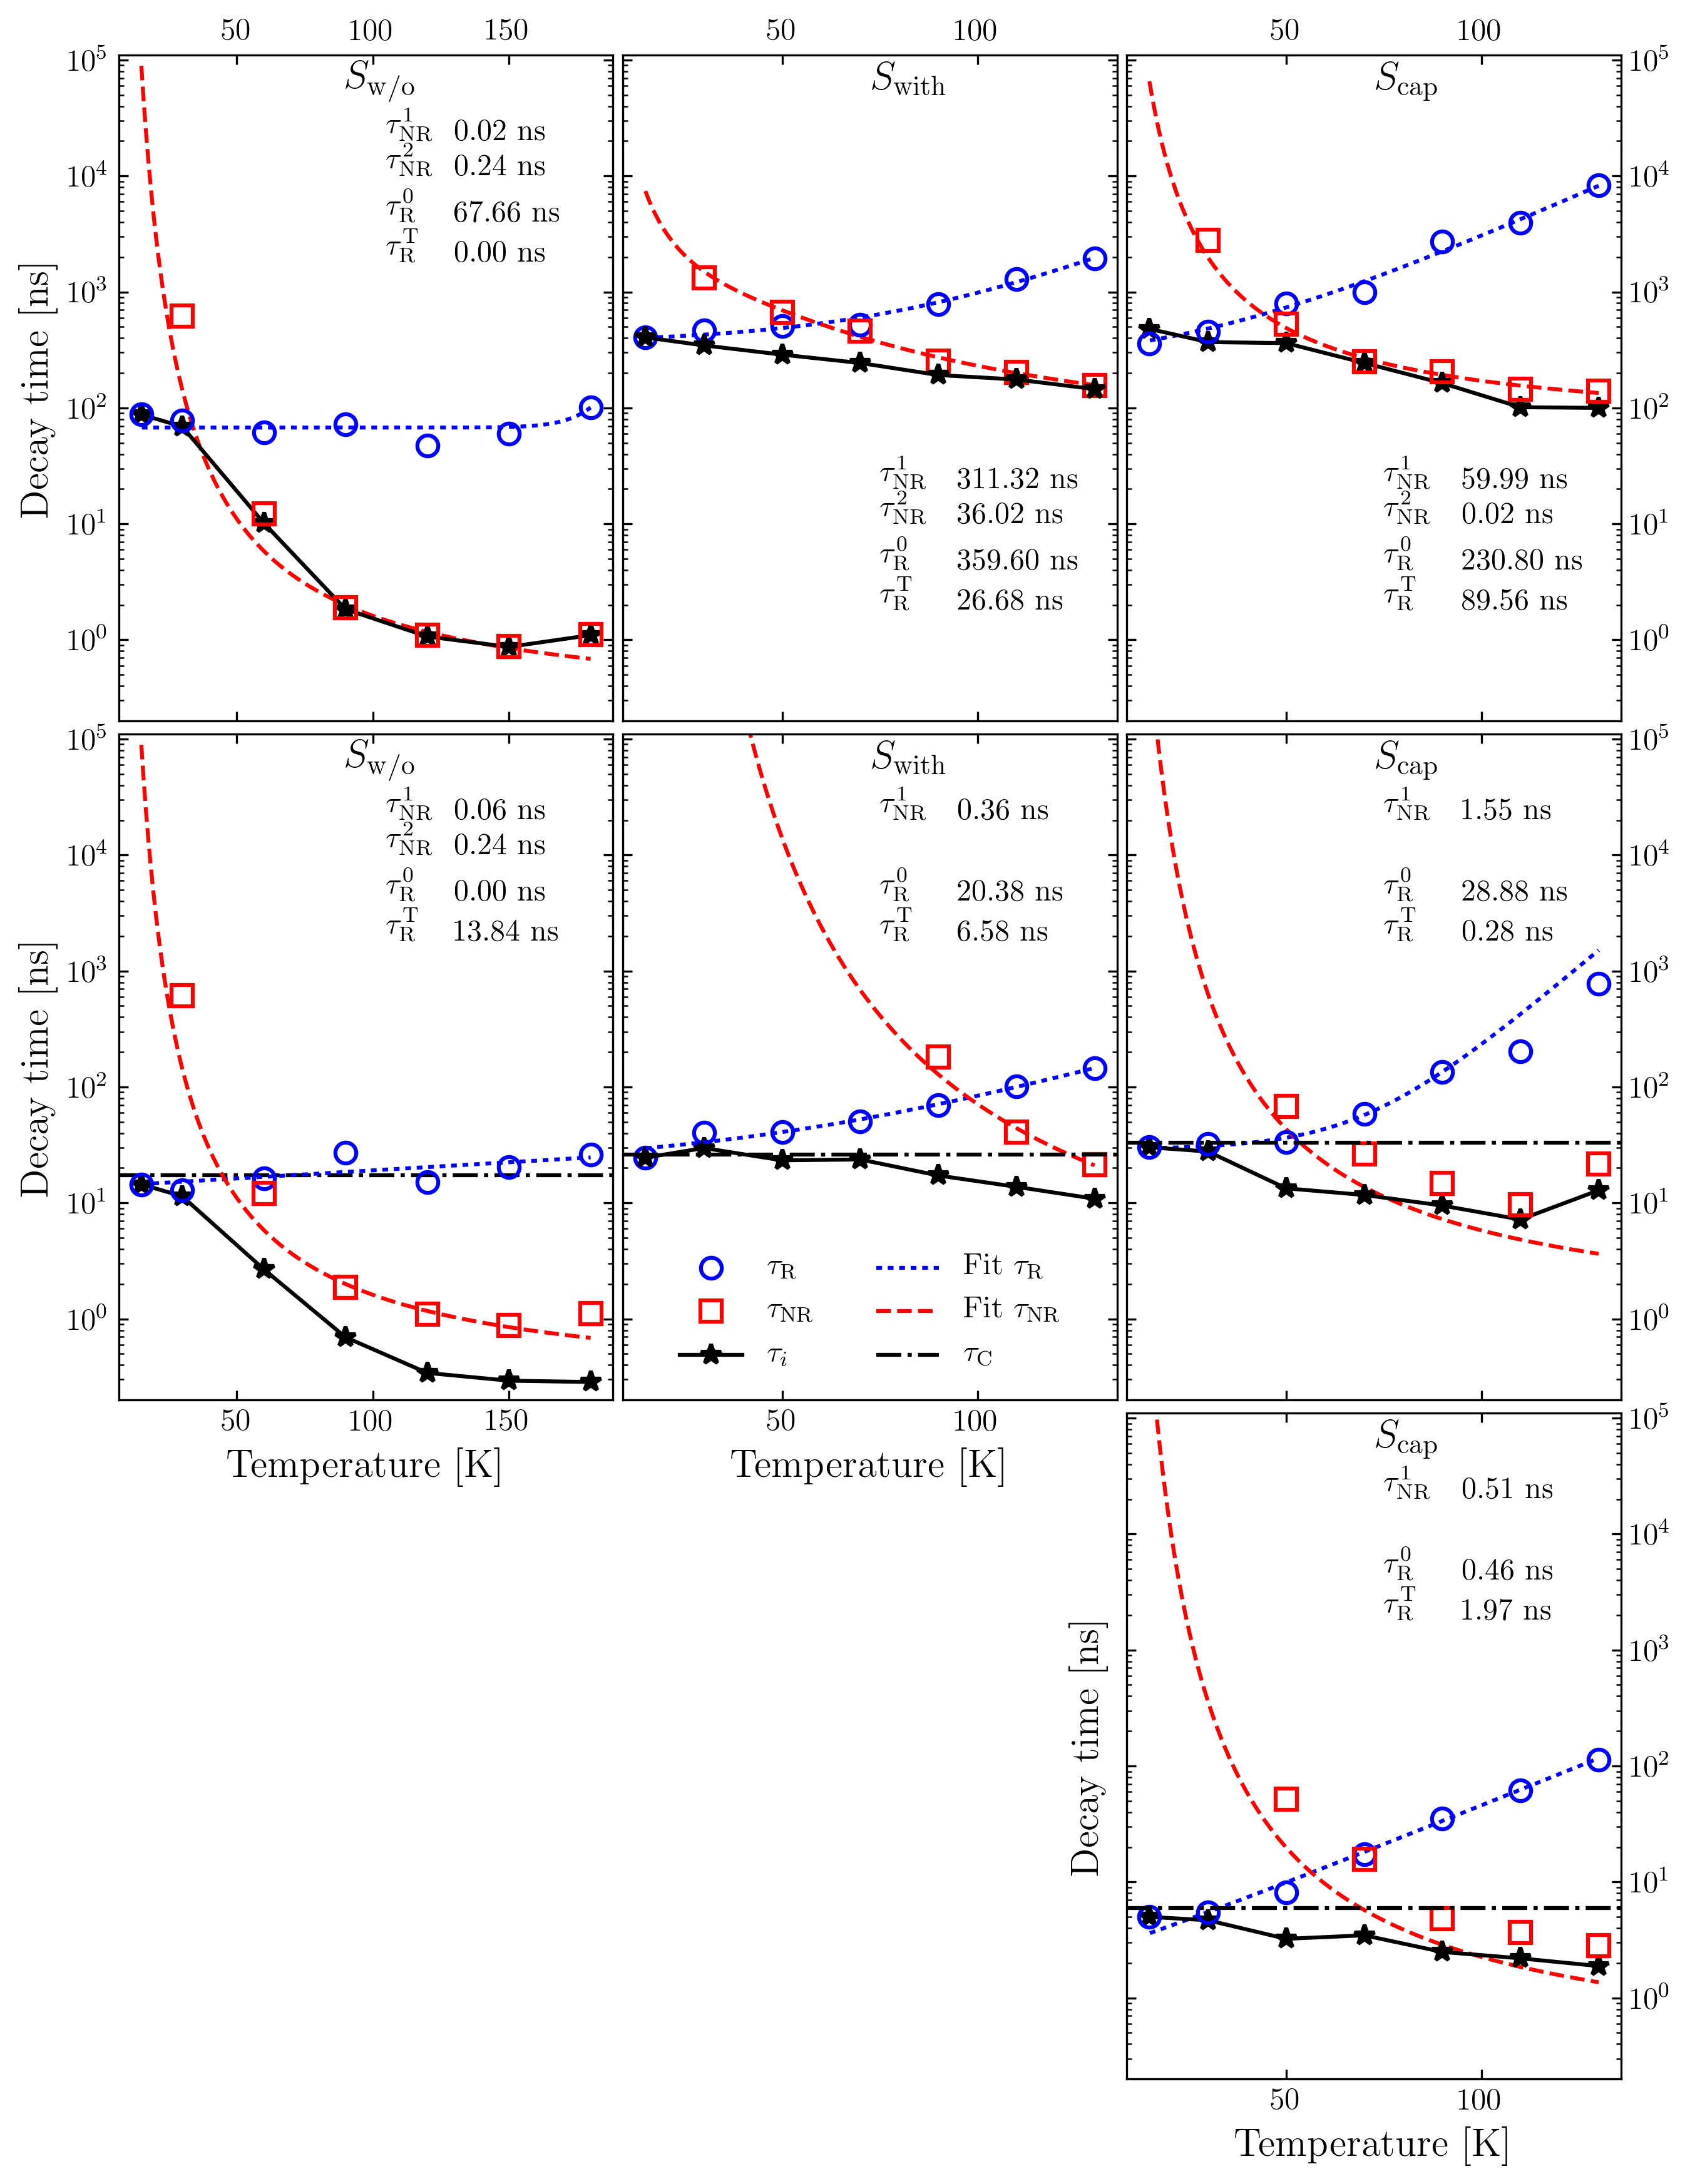 50 100 150 50 100 50 100
S_w/o
τ_NR^1 0.02 ns
τ_NR^2 0.24 ns
τ_R^0 67.66 ns
τ_R^T 0.00 ns
S_with
τ_NR^1 311.32 ns
τ_NR^2 36.02 ns
τ_R^0 359.60 ns
τ_R^T 26.68 ns
S_cap
τ_NR^1 59.99 ns
τ_NR^2 0.02 ns
τ_R^0 230.80 ns
τ_R^T 89.56 ns
10^5 10^5
10^4 10^4
10^3 10^3
10^2 10^2
10^1 10^1
10^0 10^0
Decay time [ns]
S_w/o
τ_NR^1 0.06 ns
τ_NR^2 0.24 ns
τ_R^0 0.00 ns
τ_R^T 13.84 ns
S_with
τ_NR^1 0.36 ns
τ_R^0 20.38 ns
τ_R^T 6.58 ns
τ_R Fit τ_R
τ_NR Fit τ_NR
τ_i τ_C
S_cap
τ_NR^1 1.55 ns
τ_R^0 28.88 ns
τ_R^T 0.28 ns
10^5 10^5
10^4 10^4
10^3 10^3
10^2 10^2
10^1 10^1
10^0 10^0
Decay time [ns]
50 100 150 50 100
Temperature [K] Temperature [K]
S_cap
τ_NR^1 0.51 ns
τ_R^0 0.46 ns
τ_R^T 1.97 ns
10^5
10^4
10^3
10^2
10^1
10^0
Decay time [ns]
50 100
Temperature [K]